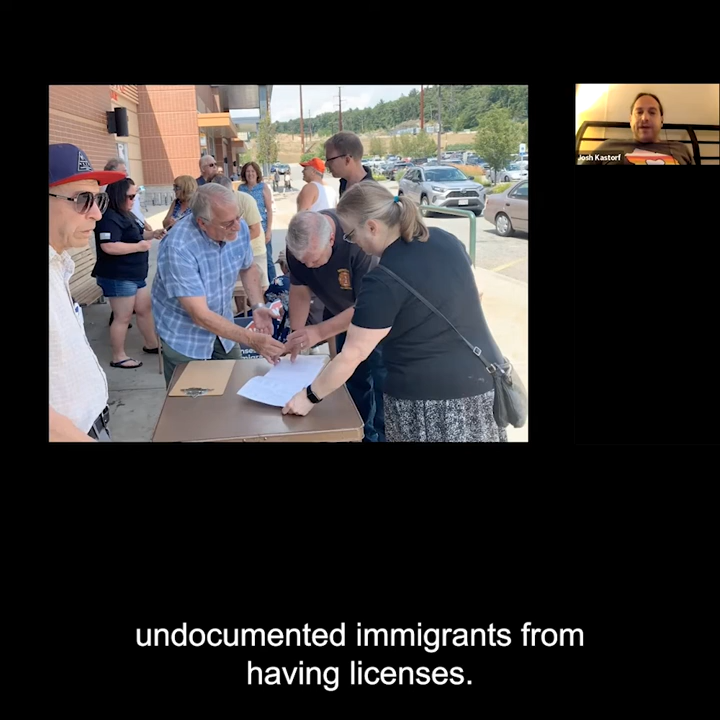 Josh Kastorf
undocumented immigrants from
having licenses.